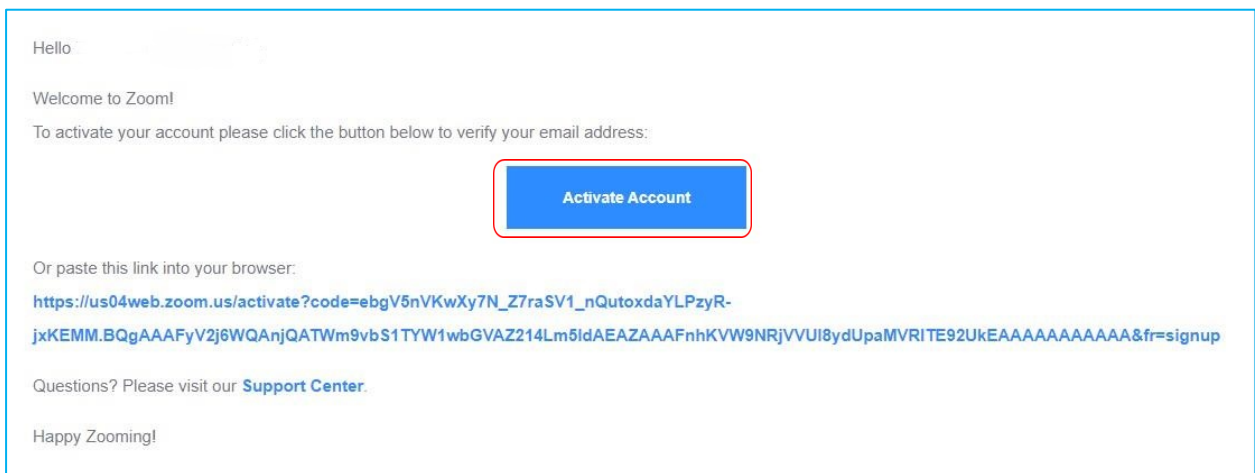 Hello
Welcome to Zoom!
To activate your account please click the button below to verify your email address:
Activate Account
Or paste this link into your browser:
https://us04web.zoom.us/activate?code=ebgV5nVKwXy7N_Z7raSV1_nQutoxdaYLPzyR-
jxKEMM.BQgAAAFyV2j6WQAnjQATWm9vbS1TYW1wbGVAZ214Lm5ldAEAZAAAFnhKVW9NRjVVUl8ydUpaMVRITE92UkEAAAAAAAAAAA&fr=signup
Questions? Please visit our Support Center.
Happy Zooming!